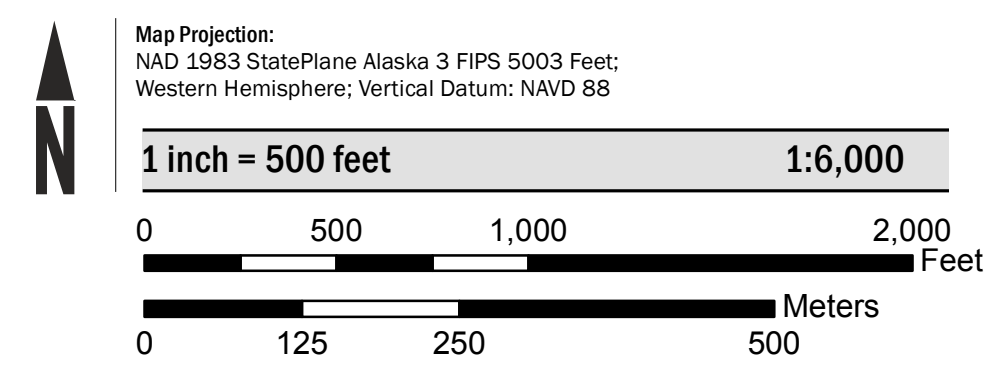 N
Map Projection:
NAD 1983 StatePlane Alaska 3 FIPS 5003 Feet;
Western Hemisphere; Vertical Datum: NAVD 88
1 inch = 500 feet 1:6,000
0 500 1,000 2,000
Feet
Meters
0 125 250 500